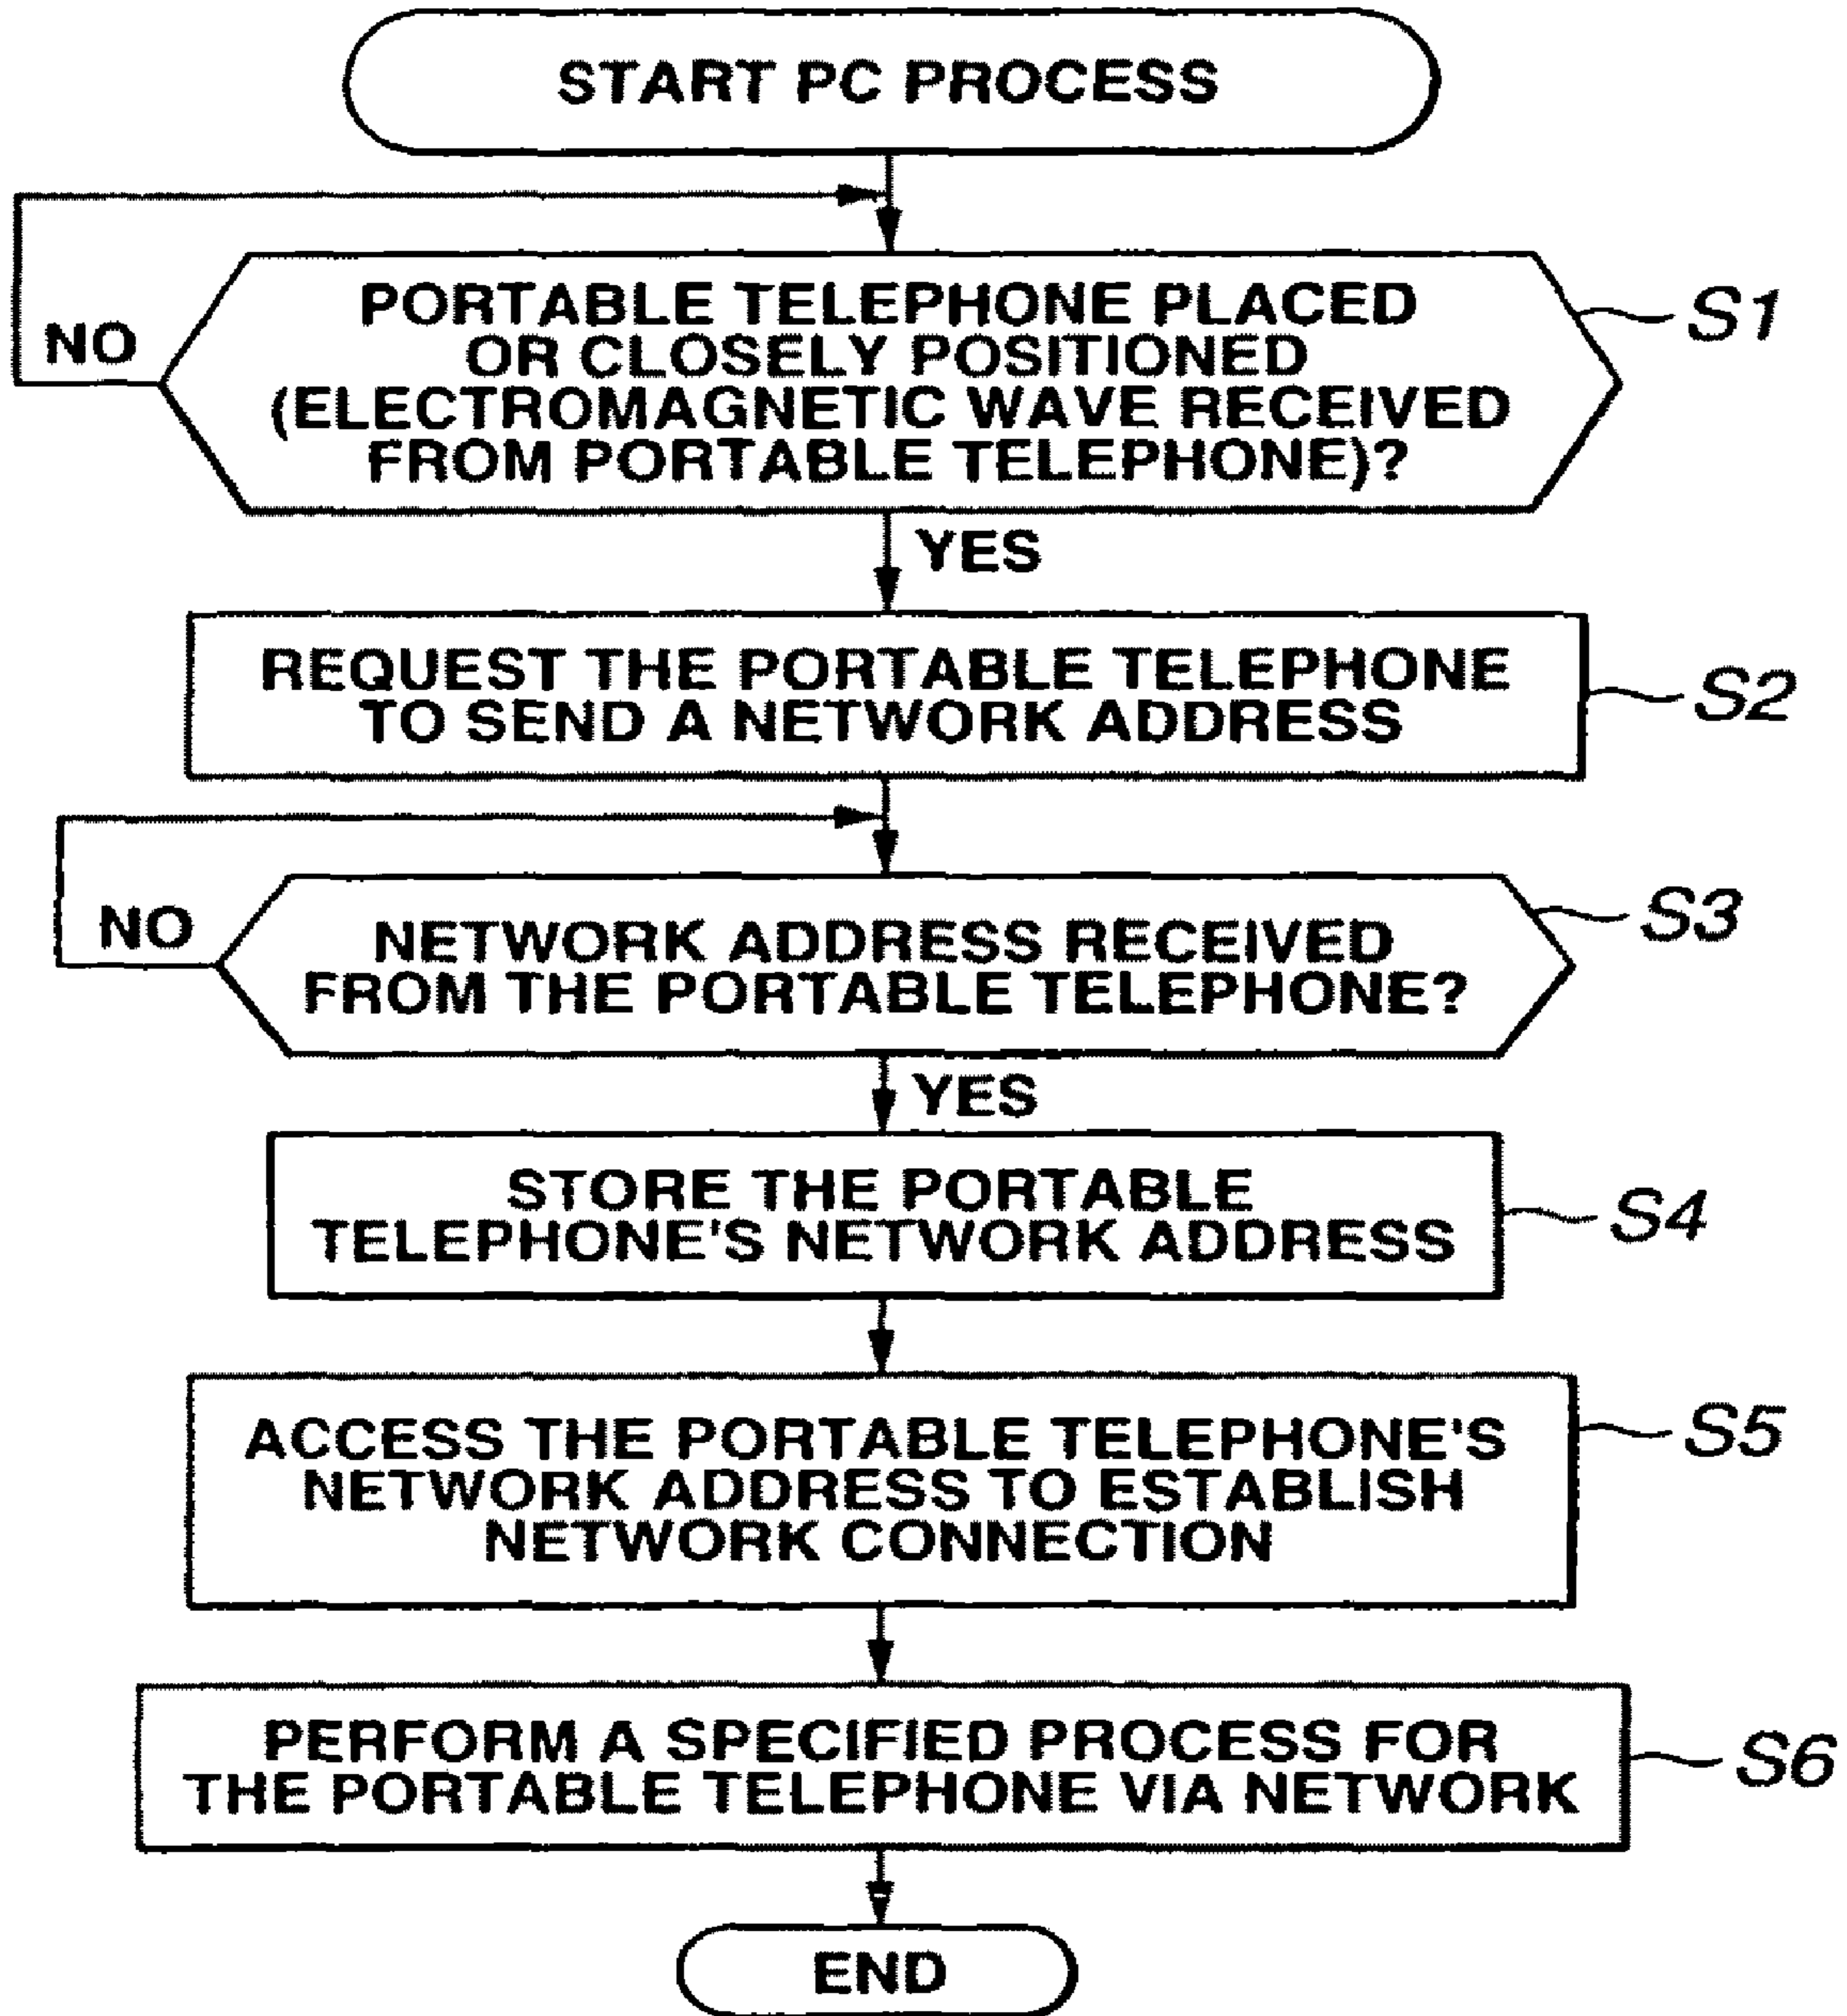 START PC PROCESS
NO
PORTABLE TELEPHONE PLACED
OR CLOSELY POSITIONED
(ELECTROMAGNETIC WAVE RECEIVED
FROM PORTABLE TELEPHONE)?
S1
YES
REQUEST THE PORTABLE TELEPHONE
TO SEND A NETWORK ADDRESS
S2
NO
NETWORK ADDRESS RECEIVED
FROM THE PORTABLE TELEPHONE?
S3
YES
STORE THE PORTABLE
TELEPHONE'S NETWORK ADDRESS
S4
ACCESS THE PORTABLE TELEPHONE'S
NETWORK ADDRESS TO ESTABLISH
NETWORK CONNECTION
S5
PERFORM A SPECIFIED PROCESS FOR
THE PORTABLE TELEPHONE VIA NETWORK
S6
END